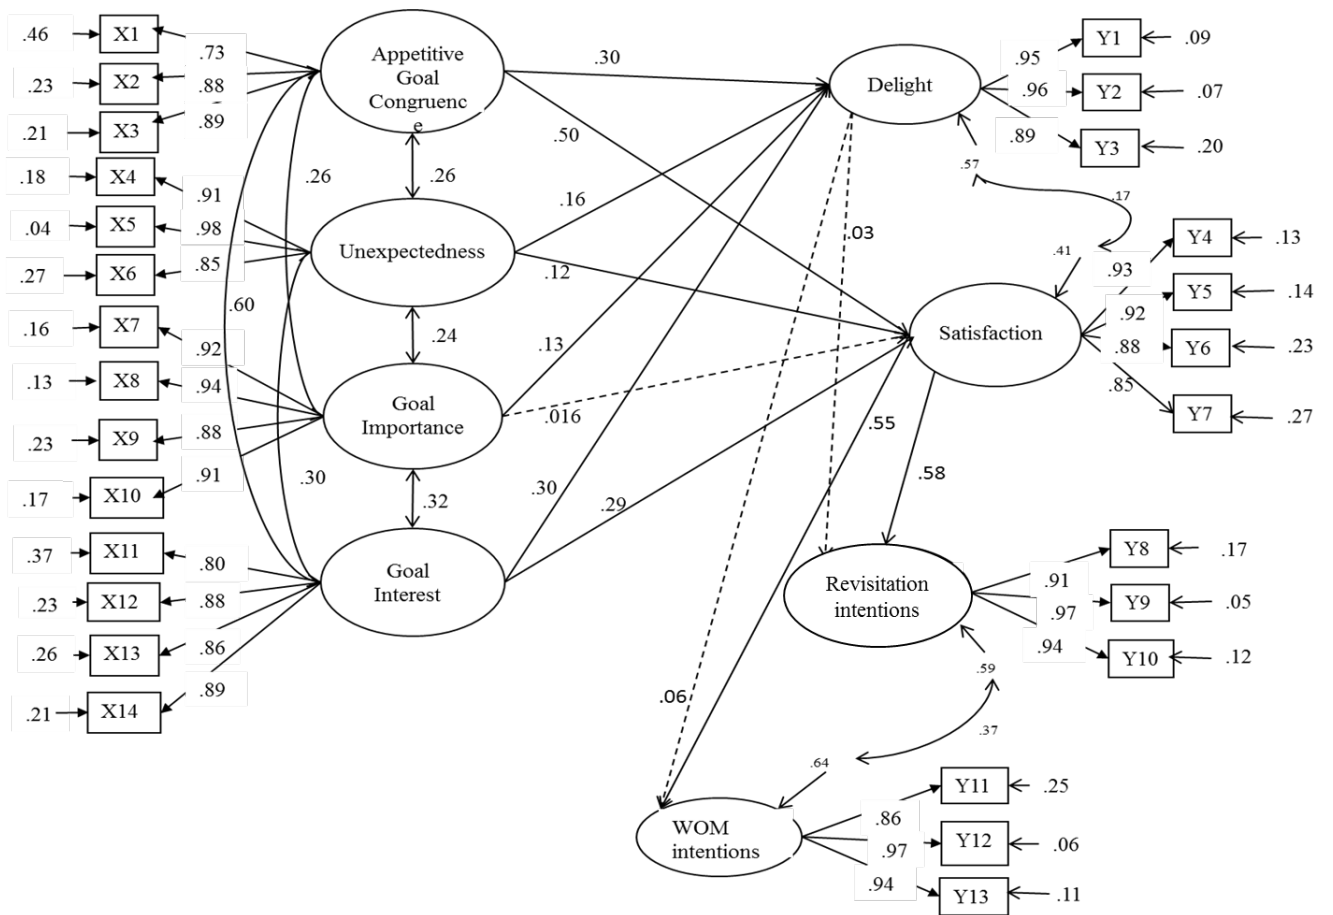 .46
X1
.73
.23
X2
.88
.21
X3
.89
.18
X4
.91
.04
X5
.98
.27
X6
.85
.16
X7
.92
.13
X8
.94
.23
X9
.88
.17
X10
.91
.37
X11
.80
.23
X12
.88
.26
X13
.86
.21
X14
.89
Appetitive
Goal
Congruenc
e
.26
.26
Unexpectedness
.60
.24
Goal
Importance
.30
.32
Goal
Interest
.30
.50
.16
.12
.13
.016
.30
.29
.03
.55
.58
.06
Delight
.95
Y1
.09
.96
Y2
.07
.89
Y3
.20
.57
.17
.41
Satisfaction
.93
Y4
.13
.92
Y5
.14
.88
Y6
.23
.85
Y7
.27
Revisitation
intentions
.91
Y8
.17
.97
Y9
.05
.94
Y10
.12
.59
.37
.64
WOM
intentions
.86
Y11
.25
.97
Y12
.06
.94
Y13
.11